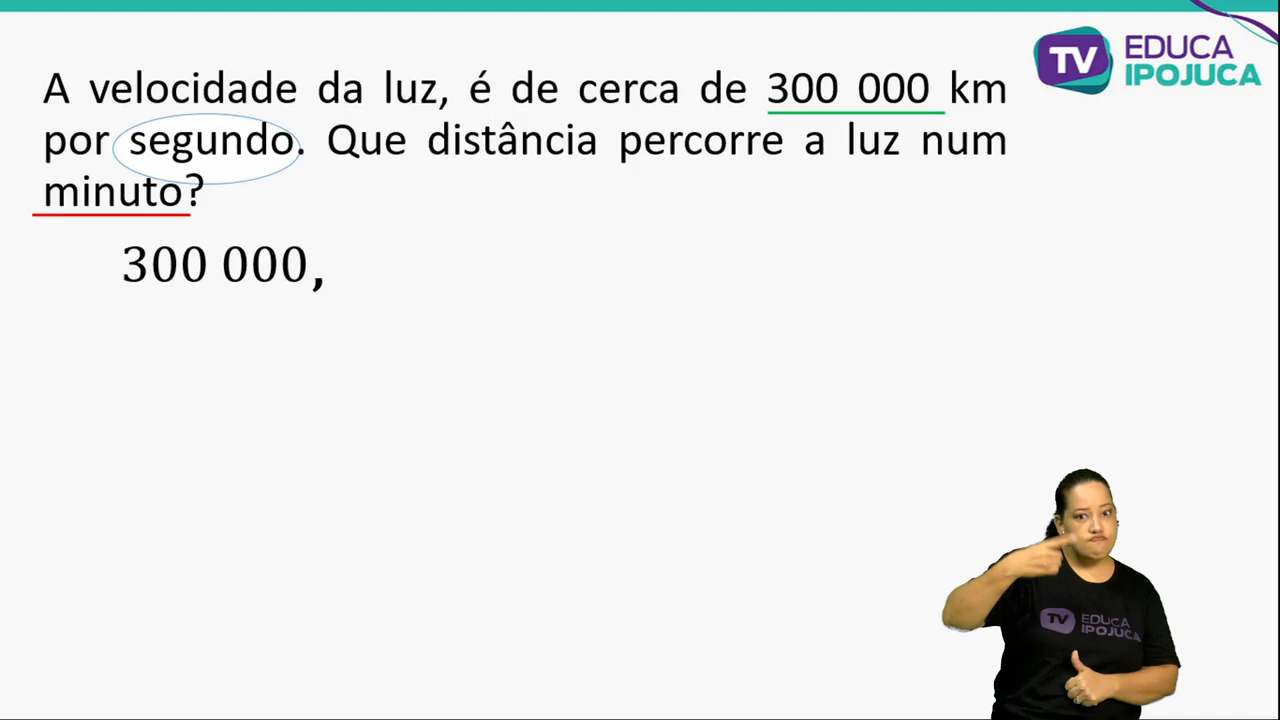 TV EDUCA
IPOJUCA
A velocidade da luz, é de cerca de 300 000 km
por segundo. Que distância percorre a luz num
minuto?
300 000,
TV EDUCA
IPOJUCA